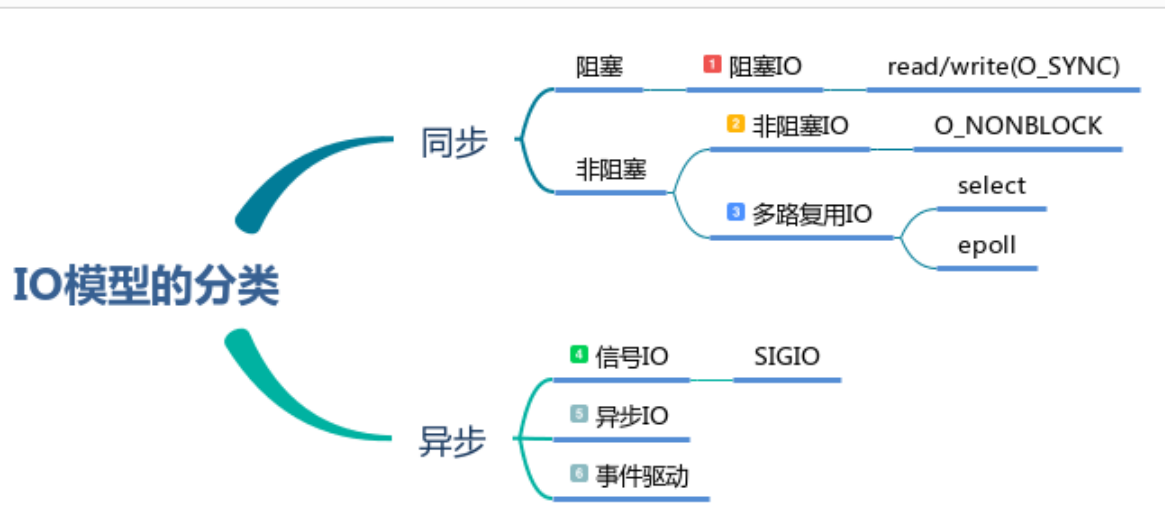 IO模型的分类
同步
阻塞
1 阻塞IO
read/write(O_SYNC)
非阻塞
2 非阻塞IO
O_NONBLOCK
3 多路复用IO
select
epoll
异步
4 信号IO
SIGIO
5 异步IO
6 事件驱动